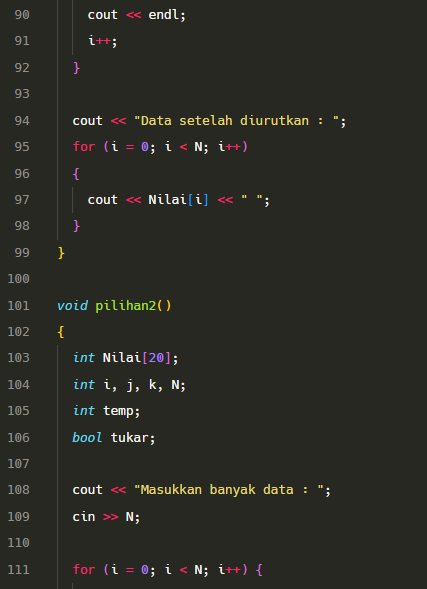 90 cout << endl;
91 i++;
92 }
93
94 cout << "Data setelah diurutkan : ";
95 for (i = 0; i < N; i++)
96 {
97 cout << Nilai[i] << " ";
98 }
99 }
100
101 void pilihan2()
102 {
103 int Nilai[20];
104 int i, j, k, N;
105 int temp;
106 bool tukar;
107
108 cout << "Masukkan banyak data : ";
109 cin >> N;
110
111 for (i = 0; i < N; i++) {